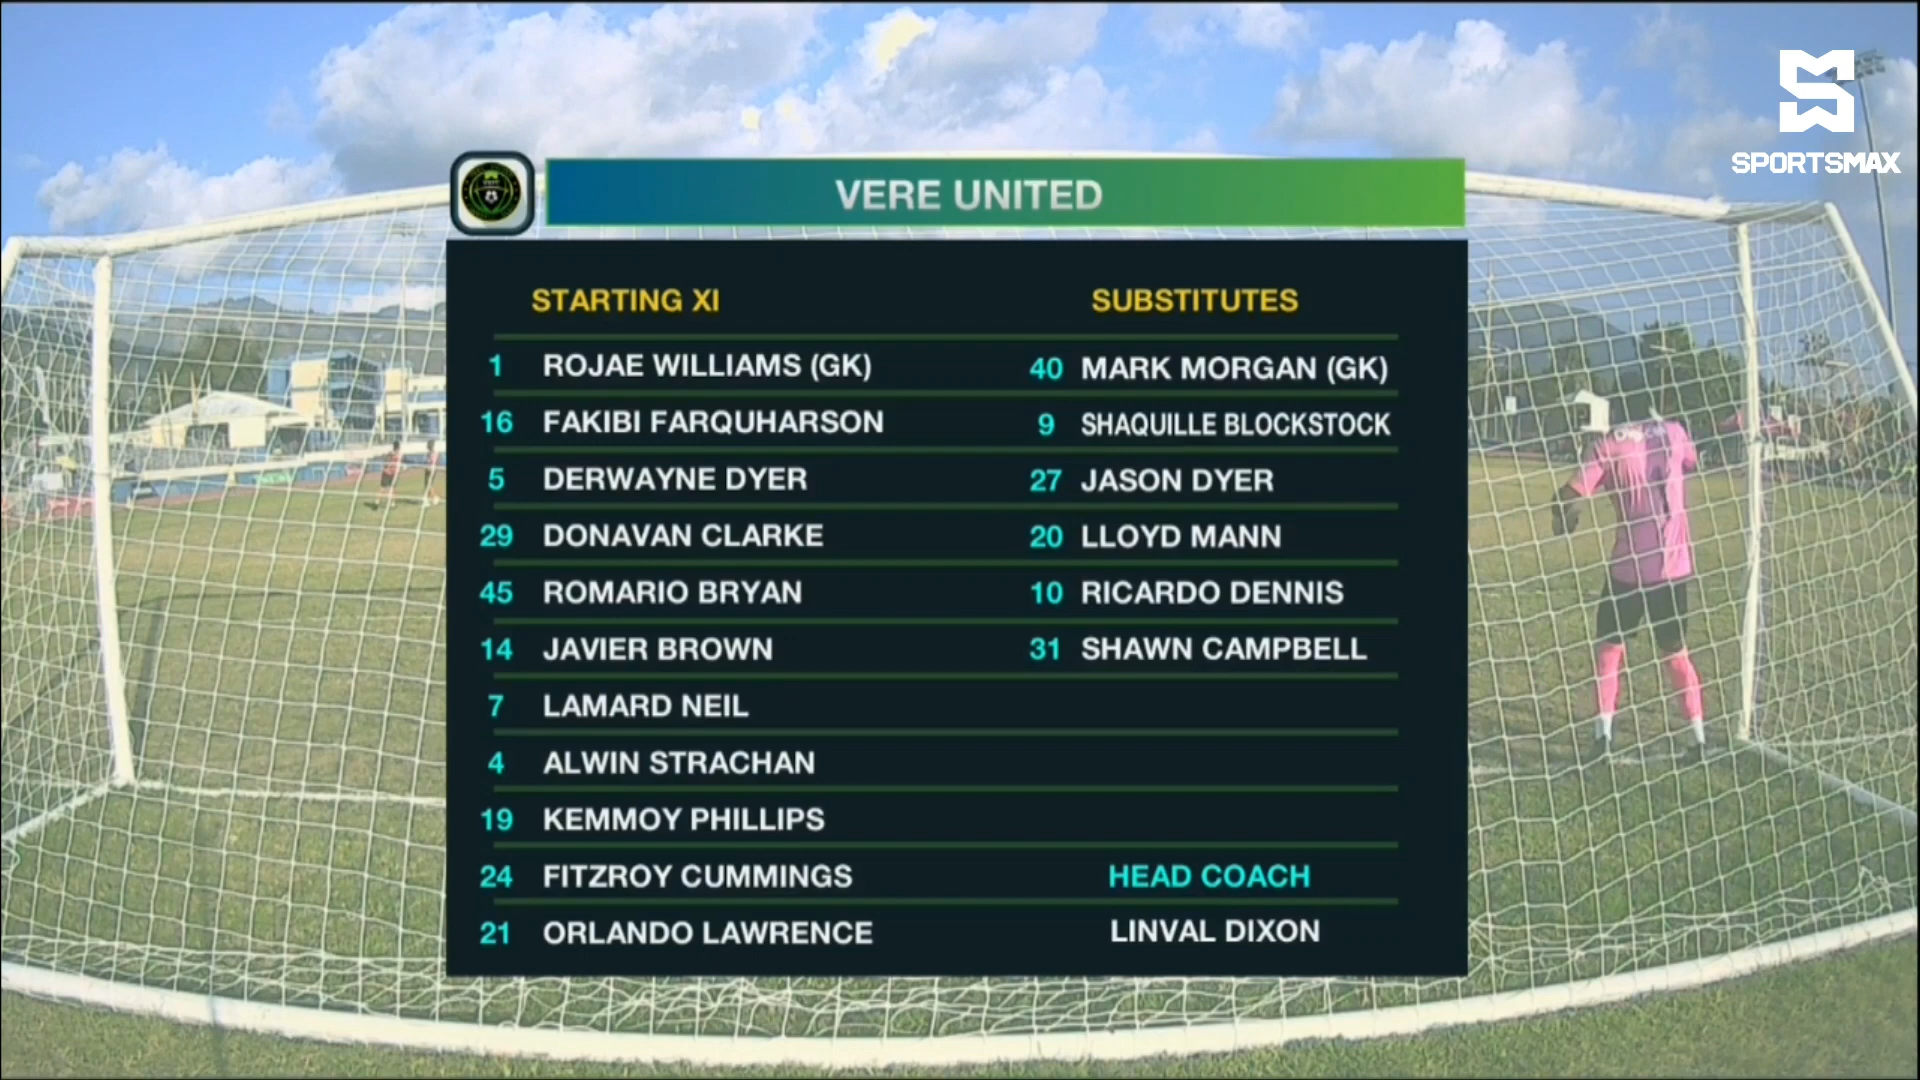 SPORTSMAX
VERE UNITED
STARTING XI
1 ROJAE WILLIAMS (GK)
16 FAKIBI FARQUHARSON
5 DERWAYNE DYER
29 DONAVAN CLARKE
45 ROMARIO BRYAN
14 JAVIER BROWN
7 LAMARD NEIL
4 ALWIN STRACHAN
19 KEMMOY PHILLIPS
24 FITZROY CUMMINGS
21 ORLANDO LAWRENCE
SUBSTITUTES
40 MARK MORGAN (GK)
9 SHAQUILLE BLOCKSTOCK
27 JASON DYER
20 LLOYD MANN
10 RICARDO DENNIS
31 SHAWN CAMPBELL
HEAD COACH
LINVAL DIXON